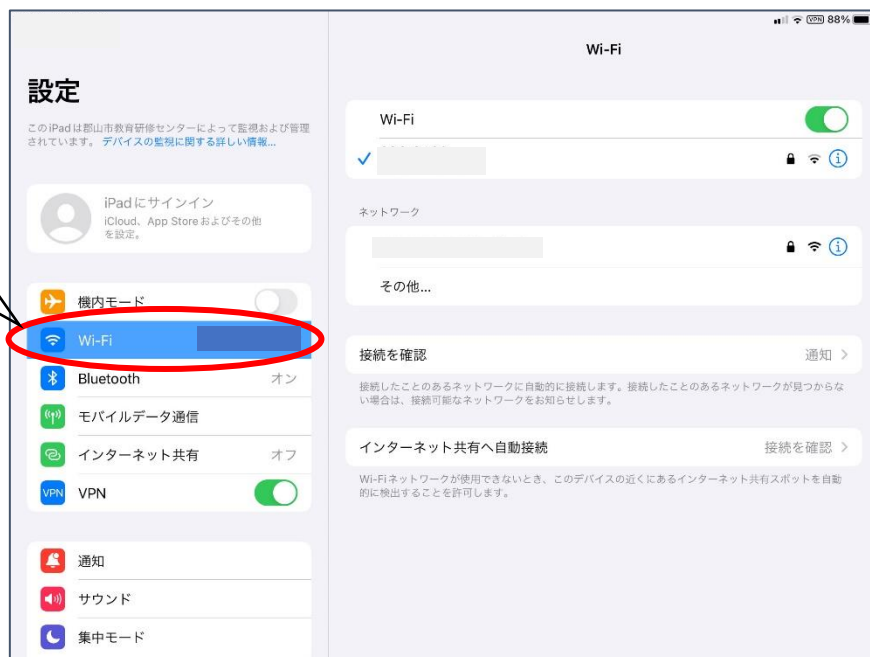 VPN 88%
設定
このiPadは郡山市教育研修センターによって監視および管理
されています。デバイスの監視に関する詳しい情報...
iPadにサインイン
iCloud、App Storeおよびその他
を設定。
機内モード
Wi-Fi
Bluetooth オン
モバイルデータ通信
インターネット共有 オフ
VPN VPN
通知
サウンド
集中モード
Wi-Fi
Wi-Fi
ネットワーク
その他...
接続を確認 通知
接続したことのあるネットワークに自動的に接続します。接続したことのあるネットワークが見つからな
い場合は、接続可能なネットワークをお知らせします。
インターネット共有へ自動接続 接続を確認
Wi-Fiネットワークが使用できないとき、このデバイスの近くにあるインターネット共有スポットを自動
的に検出することを許可します。